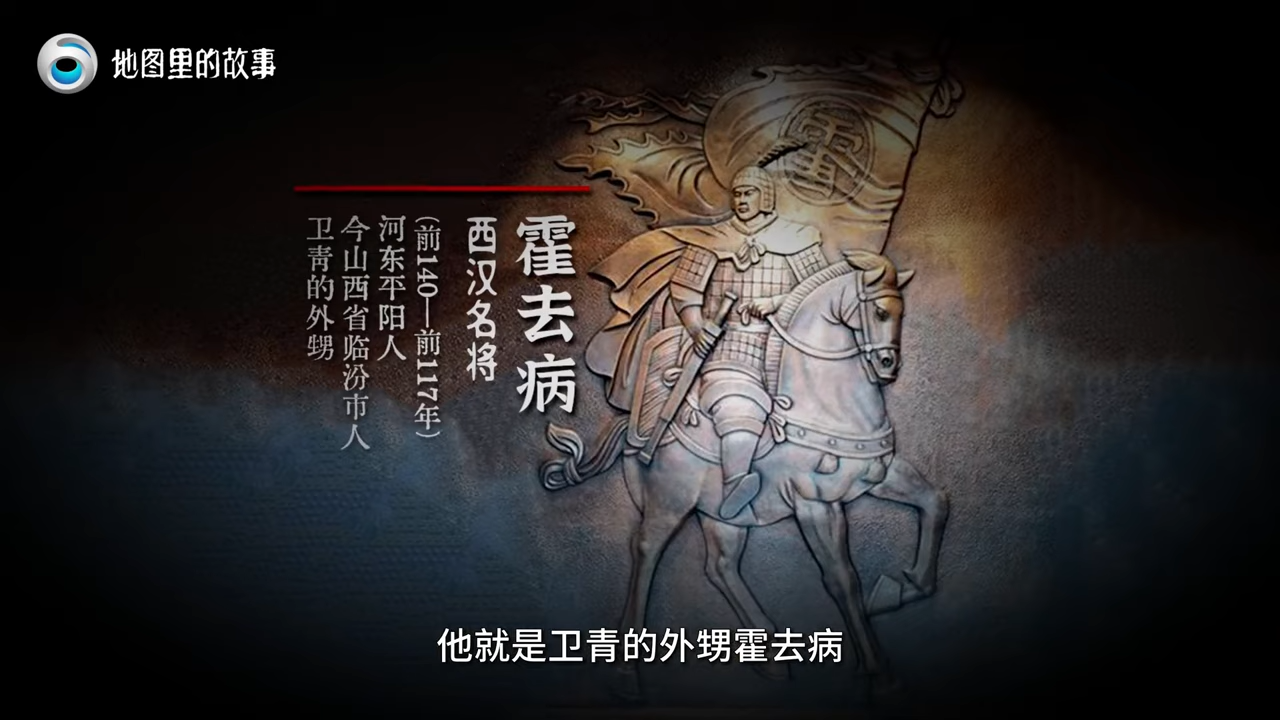 地图里的故事
霍
霍去病
西汉名将
(前140—前117年)
河东平阳人
今山西省临汾市人
卫青的外甥
他就是卫青的外甥霍去病